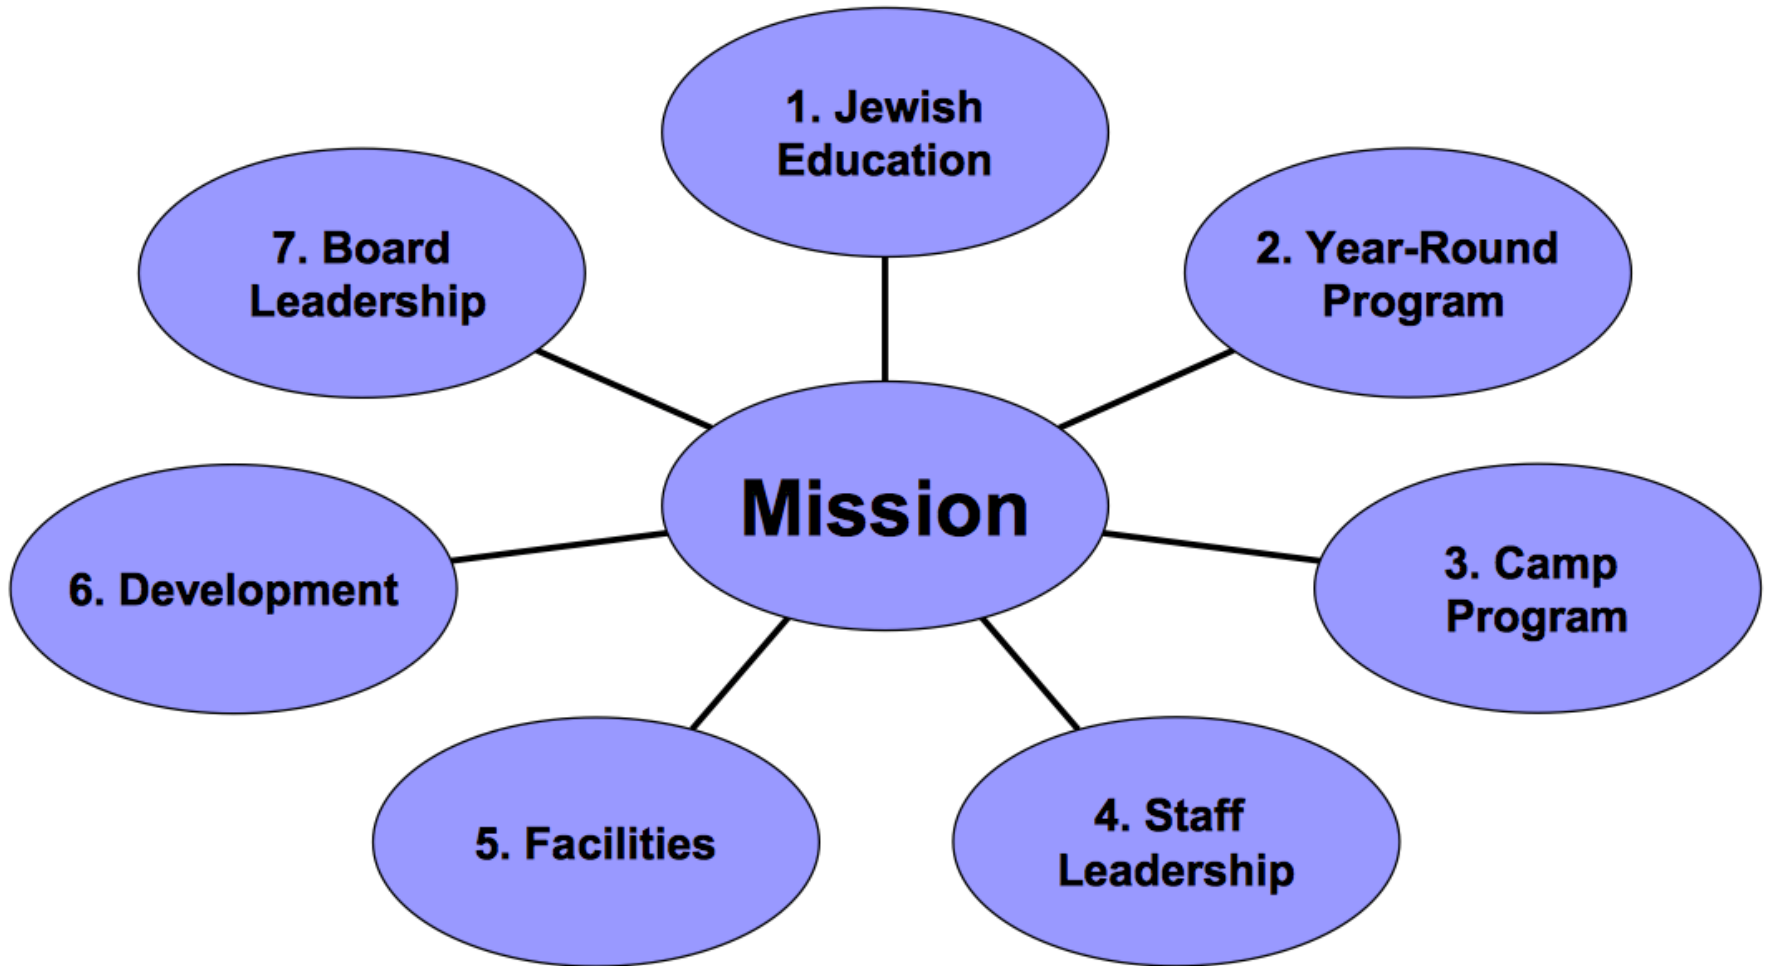 1. Jewish
Education
2. Year-Round
Program
3. Camp
Program
4. Staff
Leadership
5. Facilities
6. Development
7. Board
Leadership
Mission